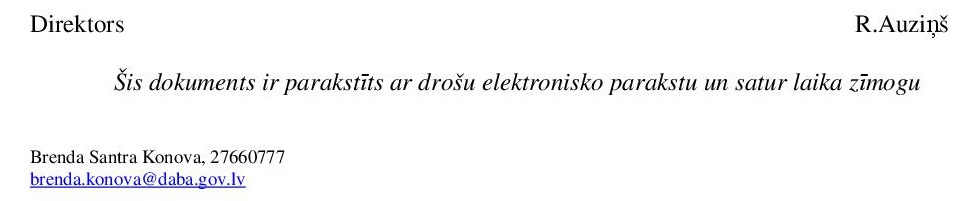 Direktors R.Auziņš
Šis dokuments ir parakstīts ar drošu elektronisko parakstu un satur laika zīmogu
Brenda Santra Konova, 27660777
brenda.konova@daba.gov.lv